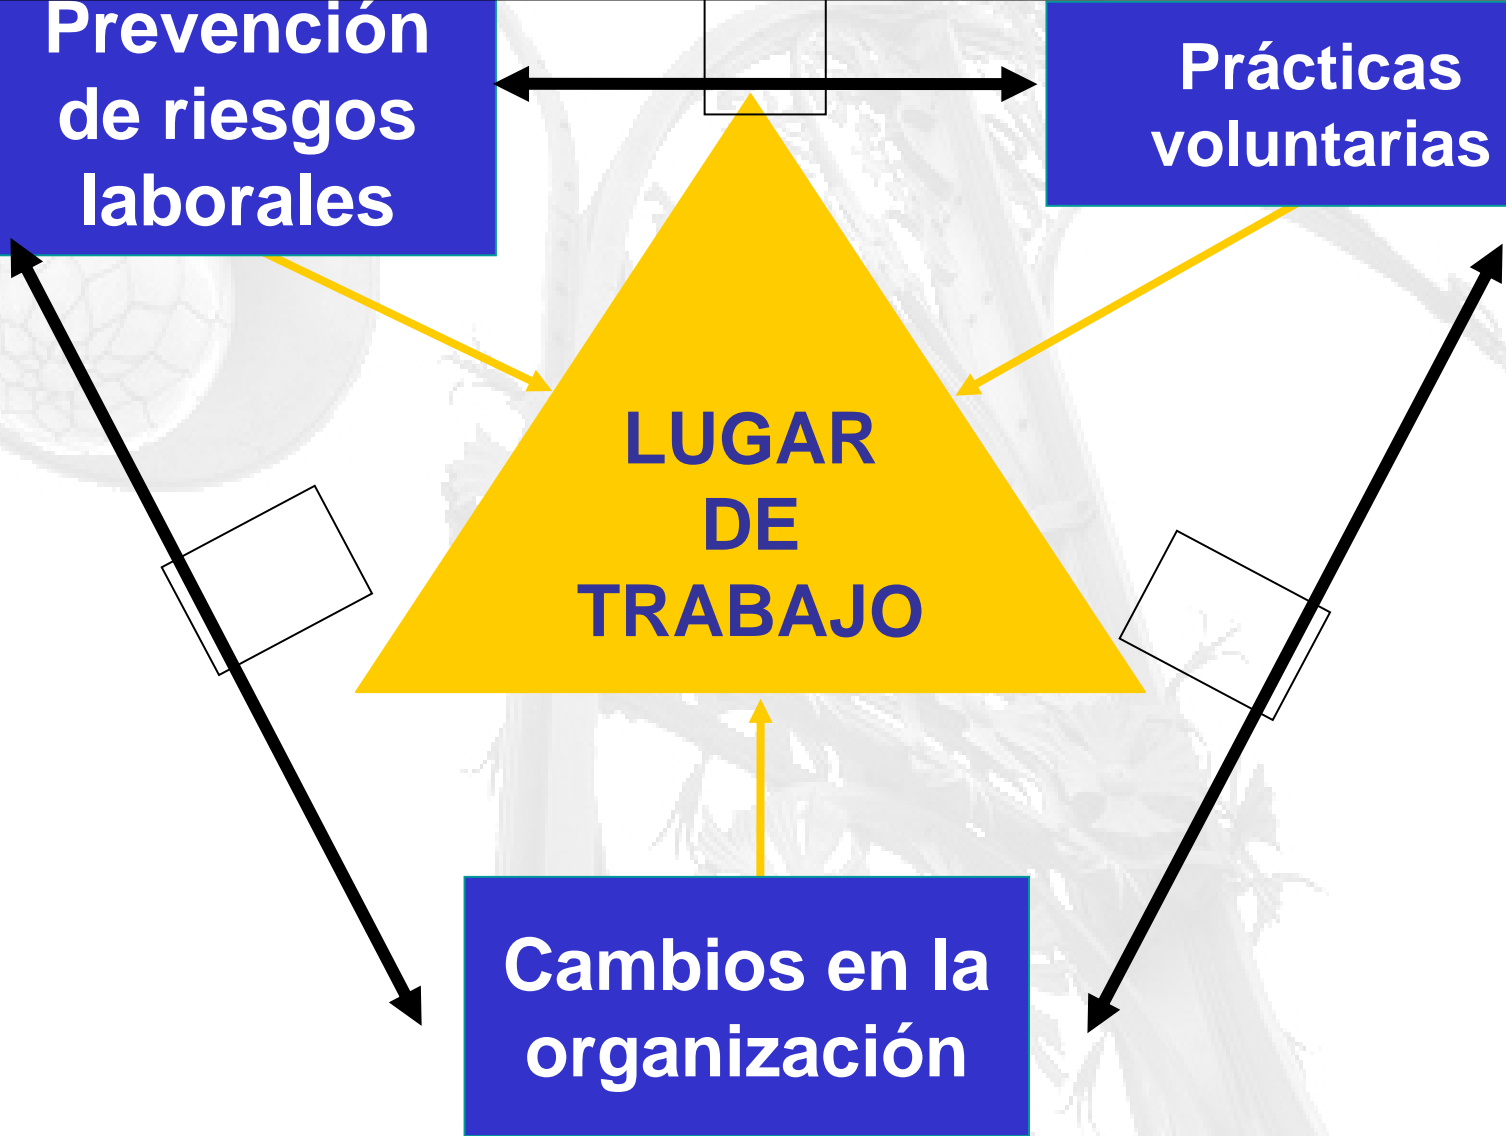 Prevención
de riesgos
laborales
Prácticas
voluntarias
LUGAR
DE
TRABAJO
Cambios en la
organización